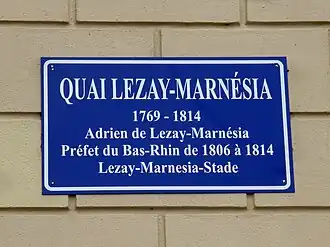 QUAI LEZAY-MARNÉSIA
1769 - 1814
Adrien de Lezay-Marnésia
Préfet du Bas-Rhin de 1806 à 1814
Lezay-Marnesia-Stade